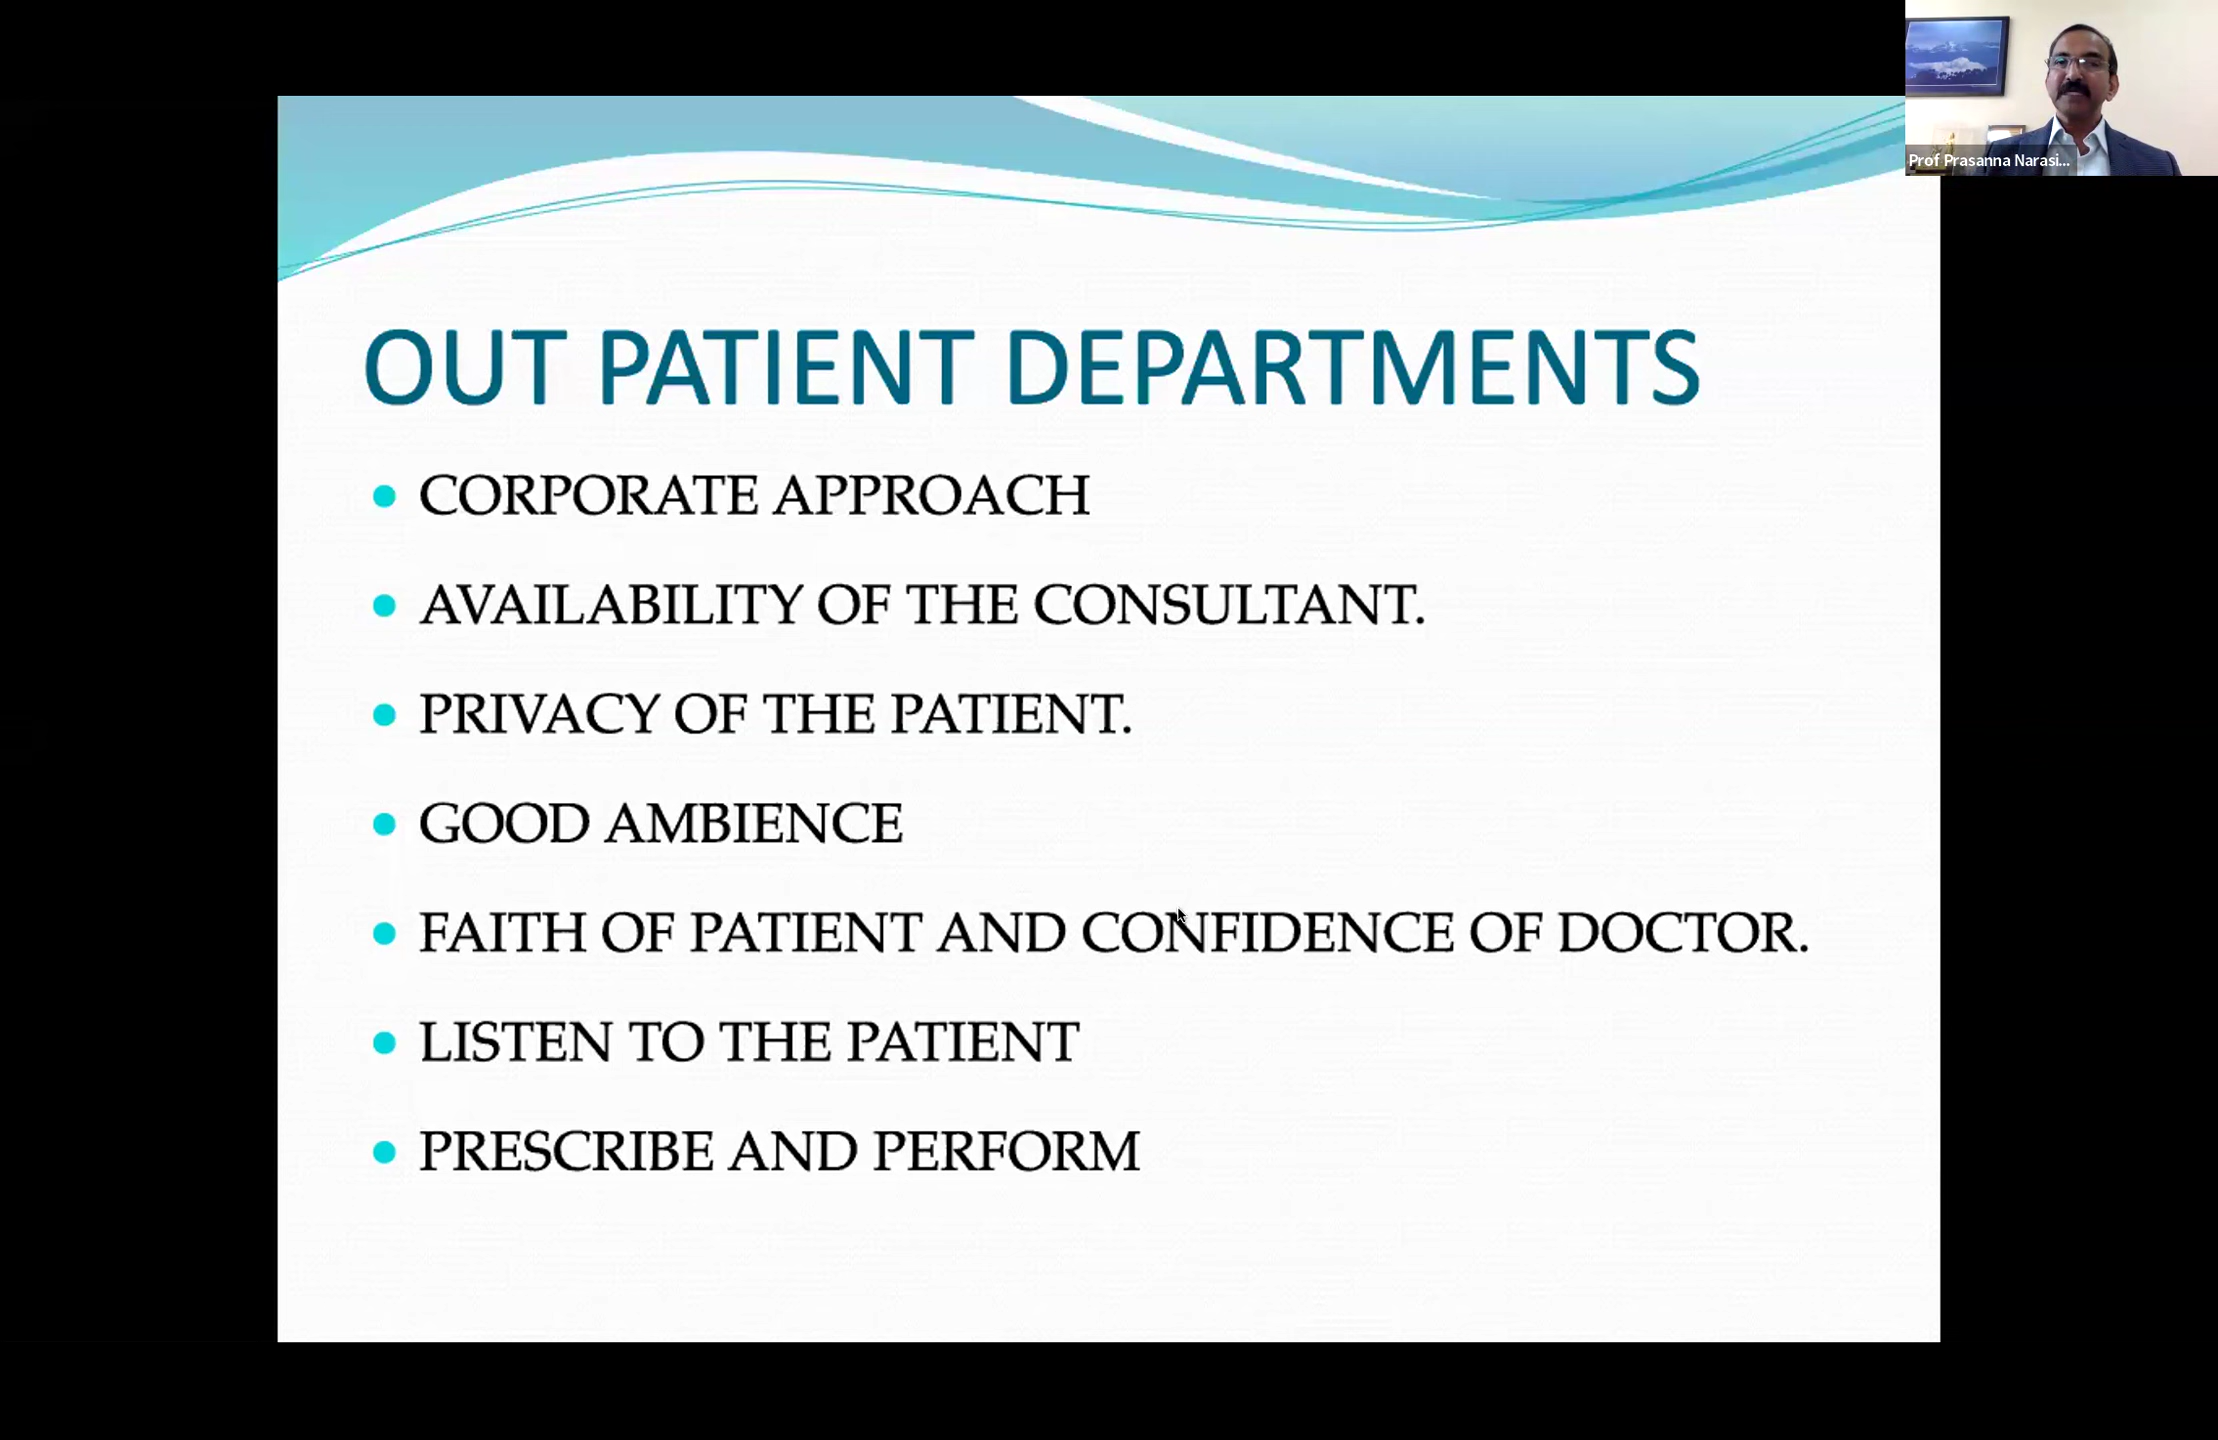 Prof Prasanna Narasi...
OUT PATIENT DEPARTMENTS
• CORPORATE APPROACH
• AVAILABILITY OF THE CONSULTANT.
• PRIVACY OF THE PATIENT.
• GOOD AMBIENCE
• FAITH OF PATIENT AND CONFIDENCE OF DOCTOR.
• LISTEN TO THE PATIENT
• PRESCRIBE AND PERFORM